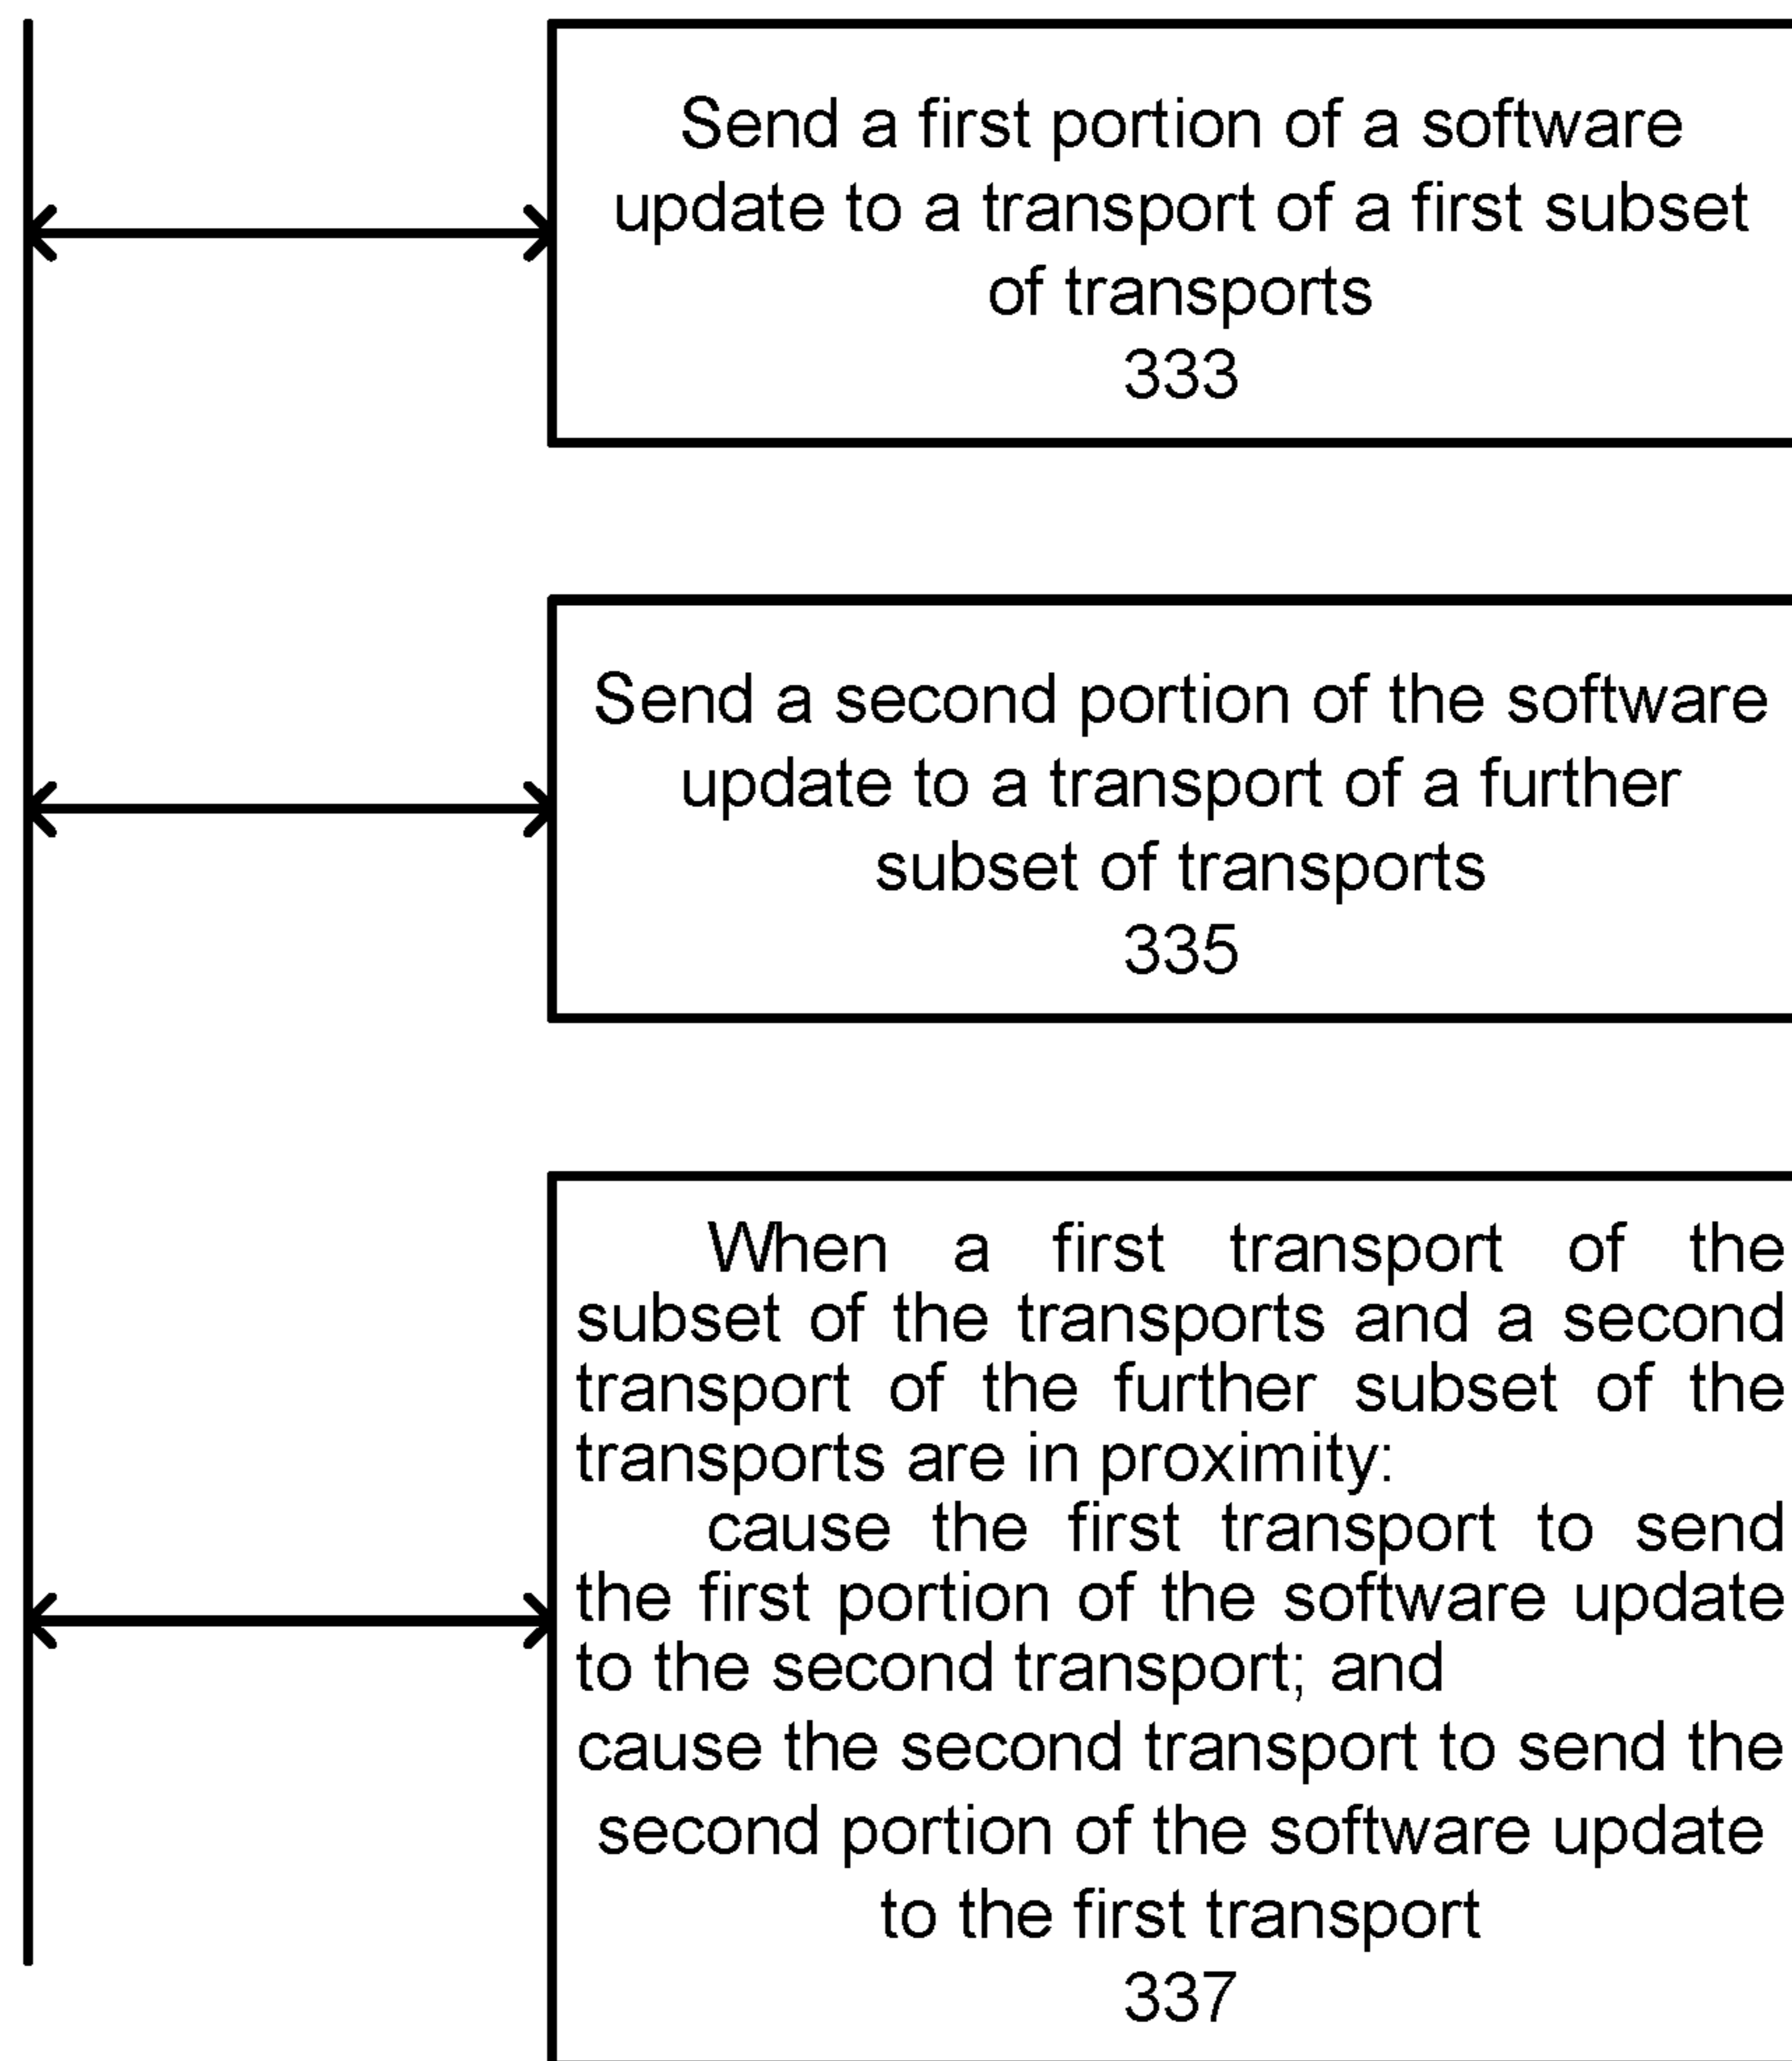 Send a first portion of a software
update to a transport of a first subset
of transports
333
Send a second portion of the software
update to a transport of a further
subset of transports
335
When a first transport of the
subset of the transports and a second
transport of the further subset of the
transports are in proximity:
cause the first transport to send
the first portion of the software update
to the second transport; and
cause the second transport to send the
second portion of the software update
to the first transport
337